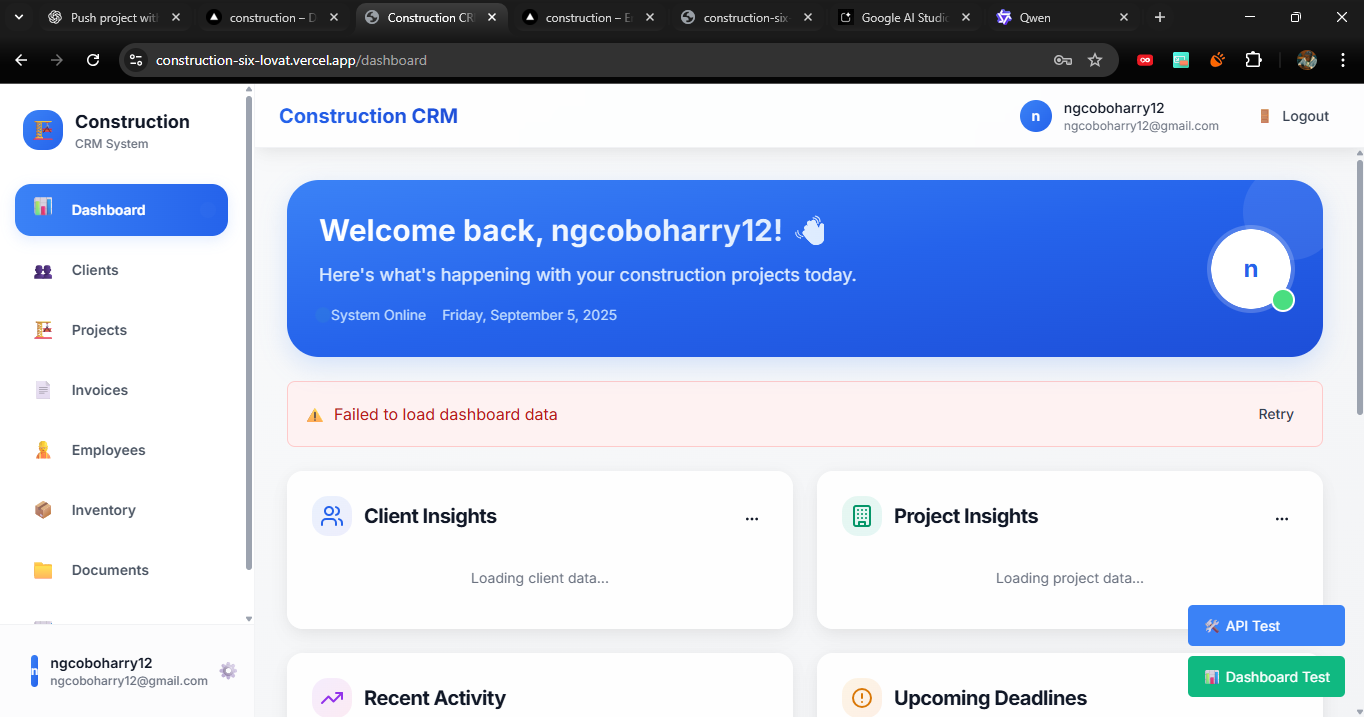 Push project with
construction – D
Construction CR
construction – E
construction-six-
Google AI Studio
Qwen
construction-six-lovat.vercel.app/dashboard
Construction
CRM System
Construction CRM
n
ngcoboharry12
ngcoboharry12@gmail.com
Logout
Dashboard
Clients
Projects
Invoices
Employees
Inventory
Documents
ngcoboharry12
ngcoboharry12@gmail.com
Welcome back, ngcoboharry12!
Here's what's happening with your construction projects today.
System Online Friday, September 5, 2025
n
Failed to load dashboard data
Retry
Client Insights
...
Loading client data...
Project Insights
...
Loading project data...
Recent Activity
Upcoming Deadlines
API Test
Dashboard Test